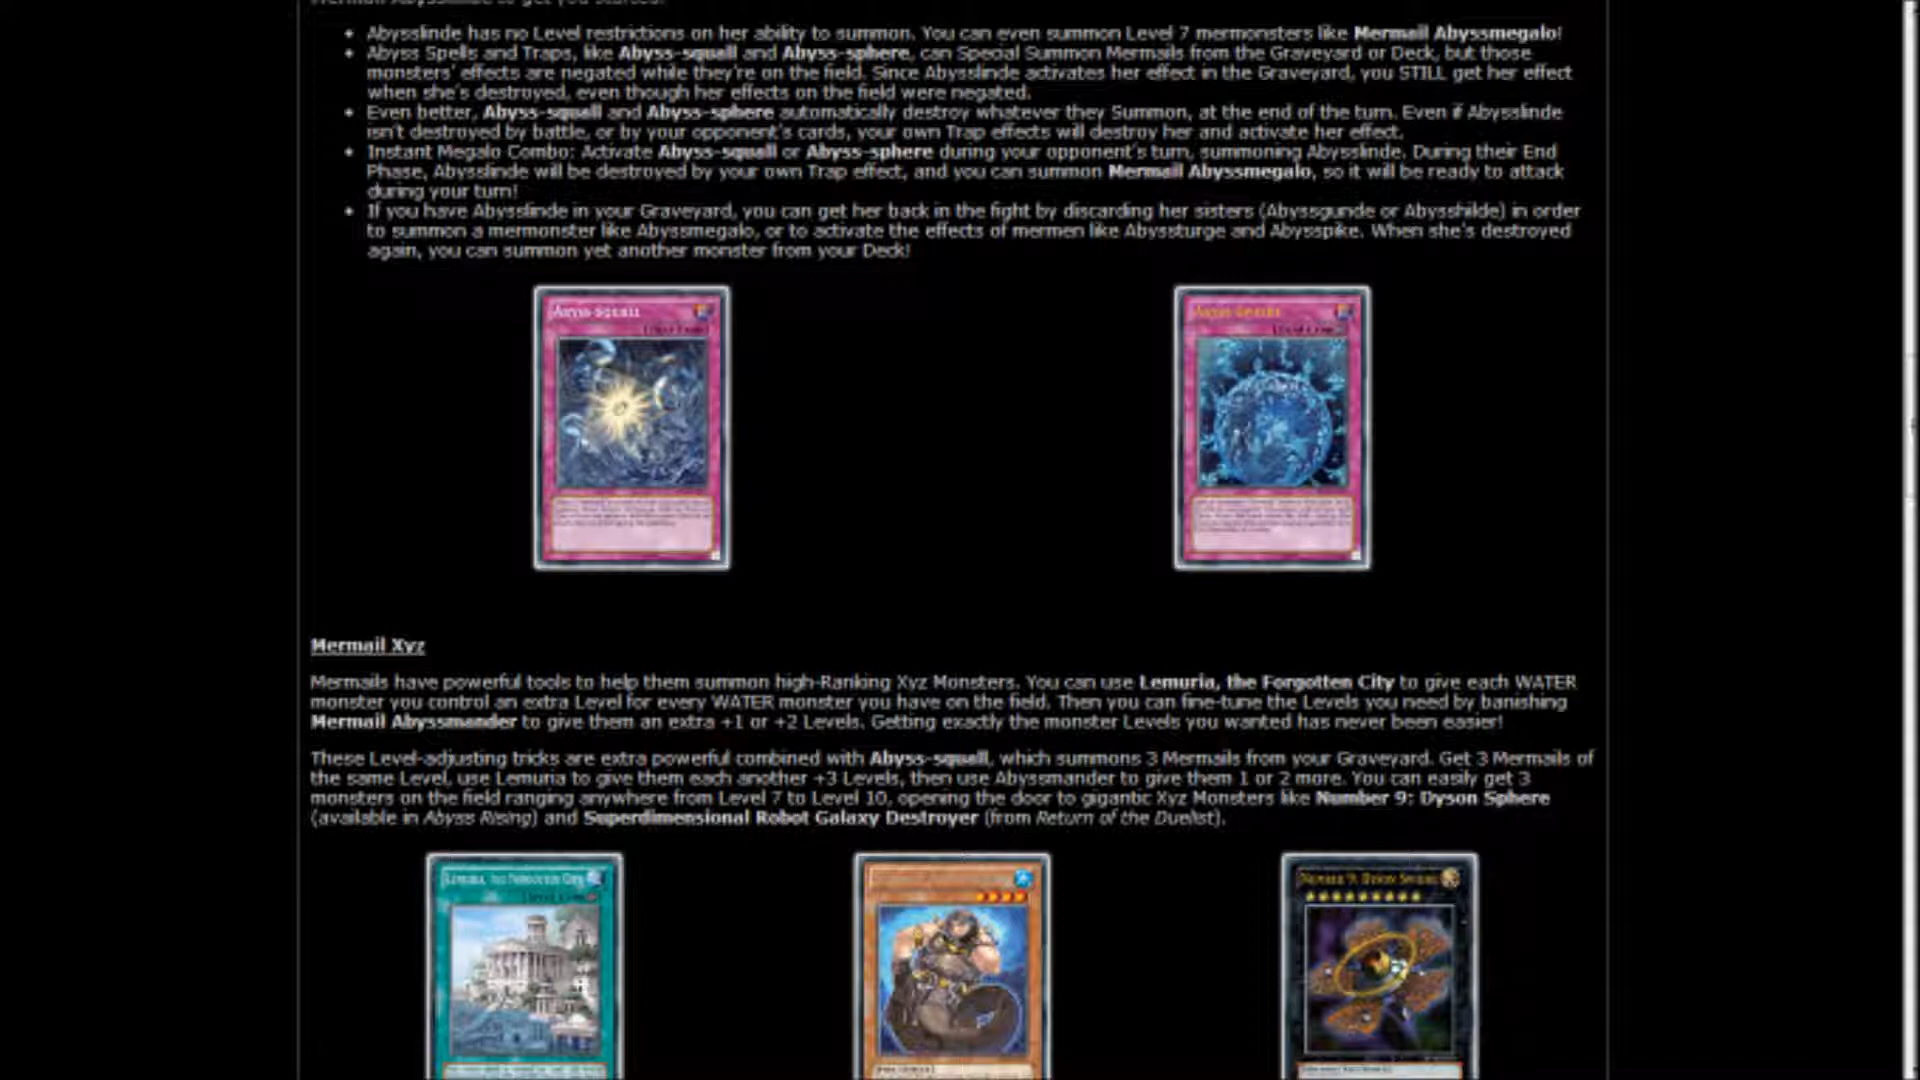 Mermail Abysslinde to get you started:
• Abysslinde has no Level restrictions on her ability to summon. You can even summon Level 7 mermonsters like Mermail Abyssmegalo!
• Abyss Spells and Traps, like Abyss-squall and Abyss-sphere, can Special Summon Mermails from the Graveyard or Deck, but those
monsters' effects are negated while they're on the field. Since Abysslinde activates her effect in the Graveyard, you STILL get her effect
when she's destroyed, even though her effects on the field were negated.
• Even better, Abyss-squall and Abyss-sphere automatically destroy whatever they Summon, at the end of the turn. Even if Abysslinde
isn't destroyed by battle, or by your opponent's cards, your own Trap effects will destroy her and activate her effect.
• Instant Megalo Combo: Activate Abyss-squall or Abyss-sphere during your opponent's turn, summoning Abysslinde. During their End
Phase, Abysslinde will be destroyed by your own Trap effect, and you can summon Mermail Abyssmegalo, so it will be ready to attack
during your turn!
• If you have Abysslinde in your Graveyard, you can get her back in the fight by discarding her sisters (Abyssgunde or Abysshilde) in order
to summon a mermonster like Abyssmegalo, or to activate the effects of mermen like Abyssturge and Abysspike. When she's destroyed
again, you can summon yet another monster from your Deck!
Abyss-squall
Abyss-sphere
Mermail Xyz
Mermails have powerful tools to help them summon high-Ranking Xyz Monsters. You can use Lemuria, the Forgotten City to give each WATER
monster you control an extra Level for every WATER monster you have on the field. Then you can fine-tune the Levels you need by banishing
Mermail Abyssmander to give them an extra +1 or +2 Levels. Getting exactly the monster Levels you wanted has never been easier!
These Level-adjusting tricks are extra powerful combined with Abyss-squall, which summons 3 Mermails from your Graveyard. Get 3 Mermails of
the same Level, use Lemuria to give them each another +3 Levels, then use Abyssmander to give them 1 or 2 more. You can easily get 3
monsters on the field ranging anywhere from Level 7 to Level 10, opening the door to gigantic Xyz Monsters like Number 9: Dyson Sphere
(available in Abyss Rising) and Superdimensional Robot Galaxy Destroyer (from Return of the Duelist).
Lemuria, the Forgotten City
Number 9: Dyson Sphere